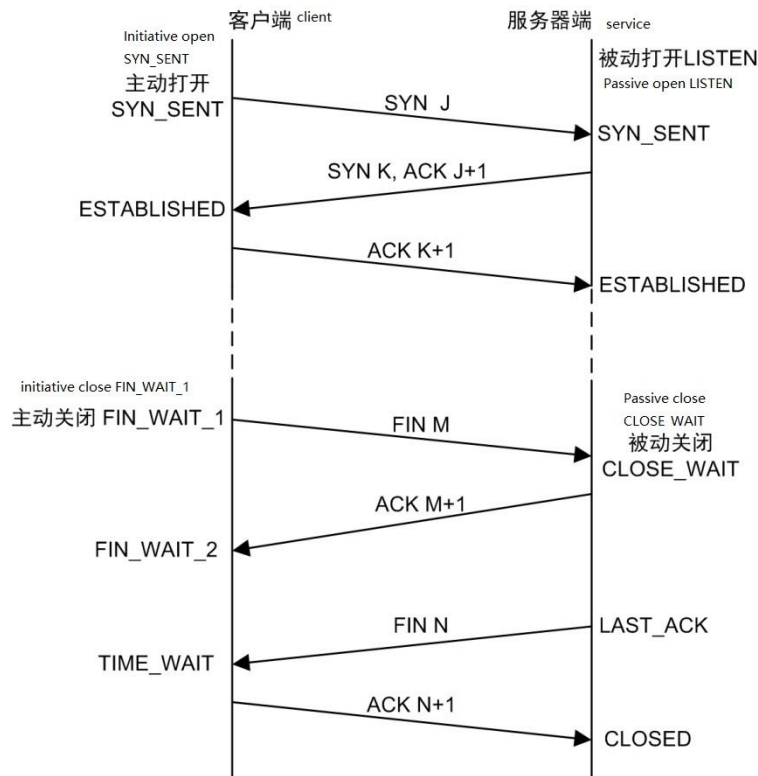 客户端 client
服务器端 service
Initiative open
SYN_SENT
主动打开
SYN_SENT
被动打开LISTEN
Passive open LISTEN
SYN J
SYN_SENT
SYN K, ACK J+1
ESTABLISHED
ACK K+1
ESTABLISHED
initiative close FIN_WAIT_1
主动关闭 FIN_WAIT_1
Passive close
CLOSE WAIT
被动关闭
CLOSE_WAIT
FIN M
ACK M+1
FIN_WAIT_2
FIN N
LAST_ACK
TIME_WAIT
ACK N+1
CLOSED